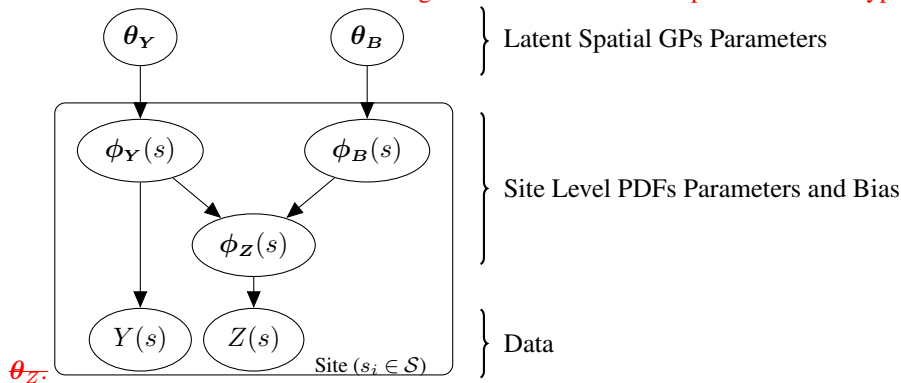 θ_Y θ_B Latent Spatial GPs Parameters
ϕ_Y(s) ϕ_B(s)
Site Level PDFs Parameters and Bias
ϕ_Z(s)
Y(s) Z(s) Data
Site (s_i ∈ 𝒮)
θ_Z.